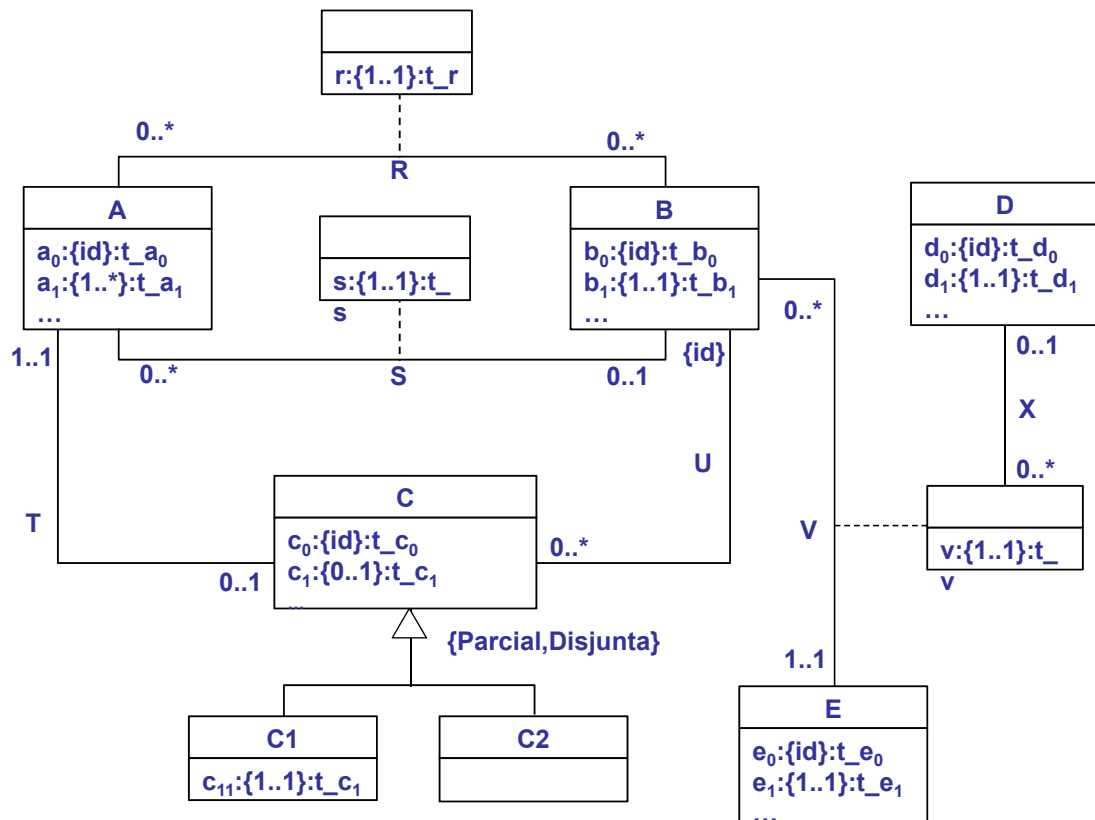 r:{1..1}:t_r
0..*
0..*
R
A
a₀:{id}:t_a₀
a₁:{1..*}:t_a₁
…
s:{1..1}:t_
s
B
b₀:{id}:t_b₀
b₁:{1..1}:t_b₁
…
D
d₀:{id}:t_d₀
d₁:{1..1}:t_d₁
…
1..1
0..*
S
0..1
{id}
0..*
0..1
X
U
0..*
T
C
c₀:{id}:t_c₀
c₁:{0..1}:t_c₁
...
0..1
0..*
V
v:{1..1}:t_
v
{Parcial,Disjunta}
1..1
C1
c₁₁:{1..1}:t_c₁
C2
E
e₀:{id}:t_e₀
e₁:{1..1}:t_e₁
…